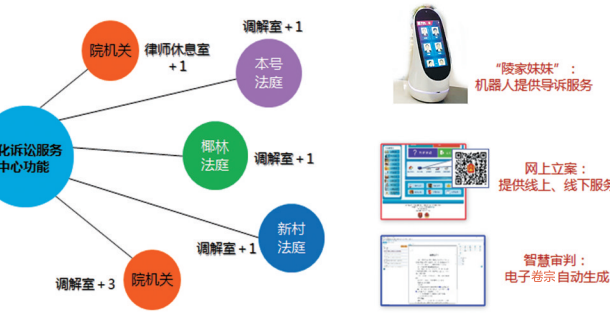 调解室+1
院机关
律师休息室
+1
本号
法庭
化诉讼服务
中心功能
椰林
法庭
调解室+1
新村
法庭
调解室+1
院机关
调解室+3
“陵家妹妹”：
机器人提供导诉服务
网上立案：
提供线上、线下服务
智慧审判：
电子卷宗自动生成